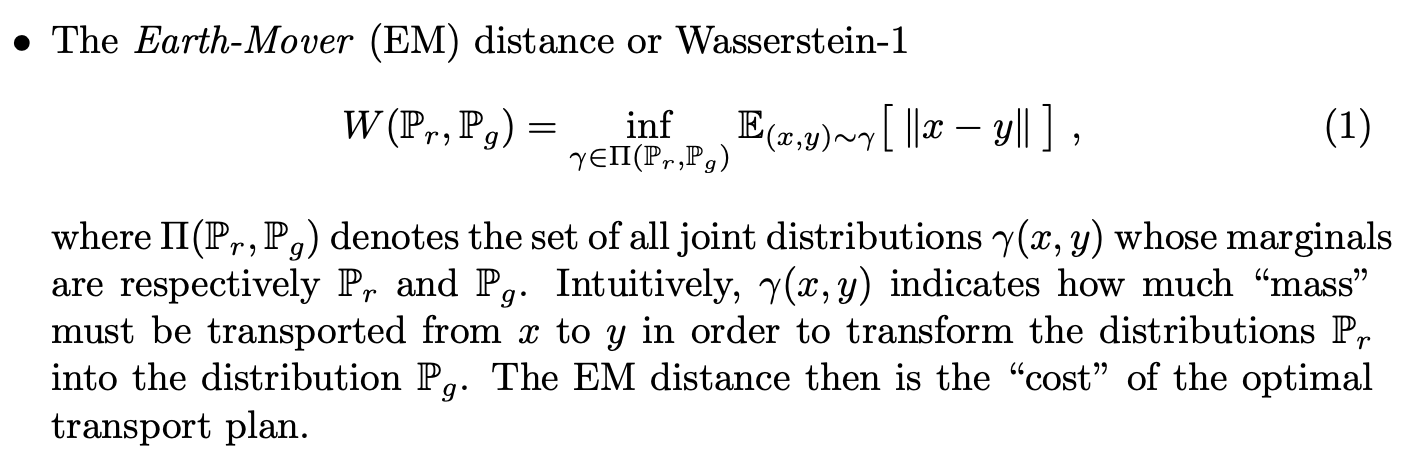 • The Earth-Mover (EM) distance or Wasserstein-1
W(ℙ_r, ℙ_g) = inf_{γ∈Π(ℙ_r,ℙ_g)} 𝔼_{(x,y)∼γ}[ ‖x − y‖ ] , (1)
where Π(ℙ_r, ℙ_g) denotes the set of all joint distributions γ(x, y) whose marginals
are respectively ℙ_r and ℙ_g. Intuitively, γ(x, y) indicates how much “mass”
must be transported from x to y in order to transform the distributions ℙ_r
into the distribution ℙ_g. The EM distance then is the “cost” of the optimal
transport plan.